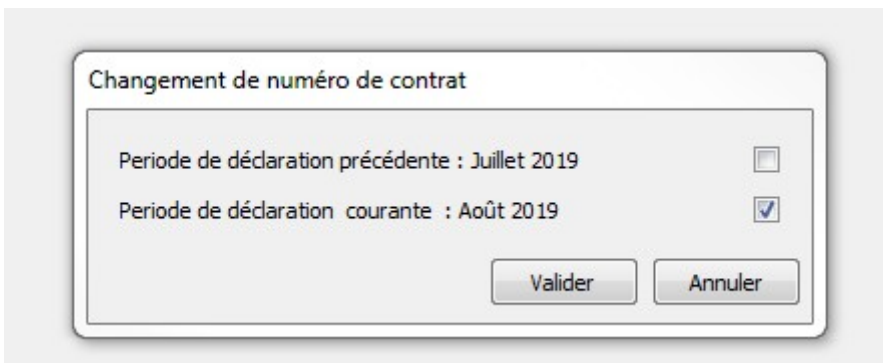 Changement de numéro de contrat
Periode de déclaration précédente : Juillet 2019
Periode de déclaration courante : Août 2019
Valider Annuler